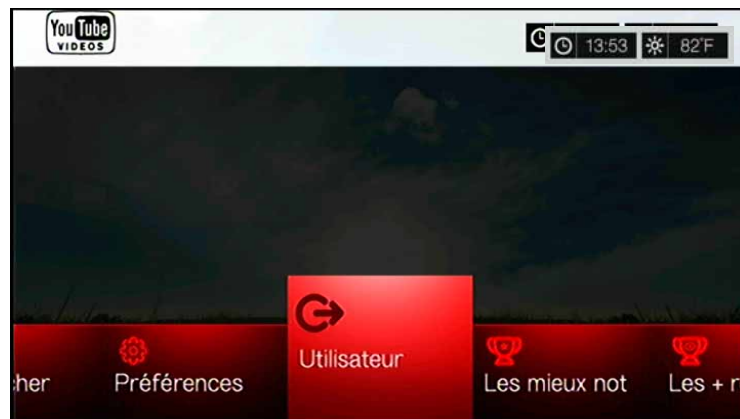 You Tube
VIDEOS
13:53 82°F
Utilisateur
cher Préférences Les mieux not Les + r